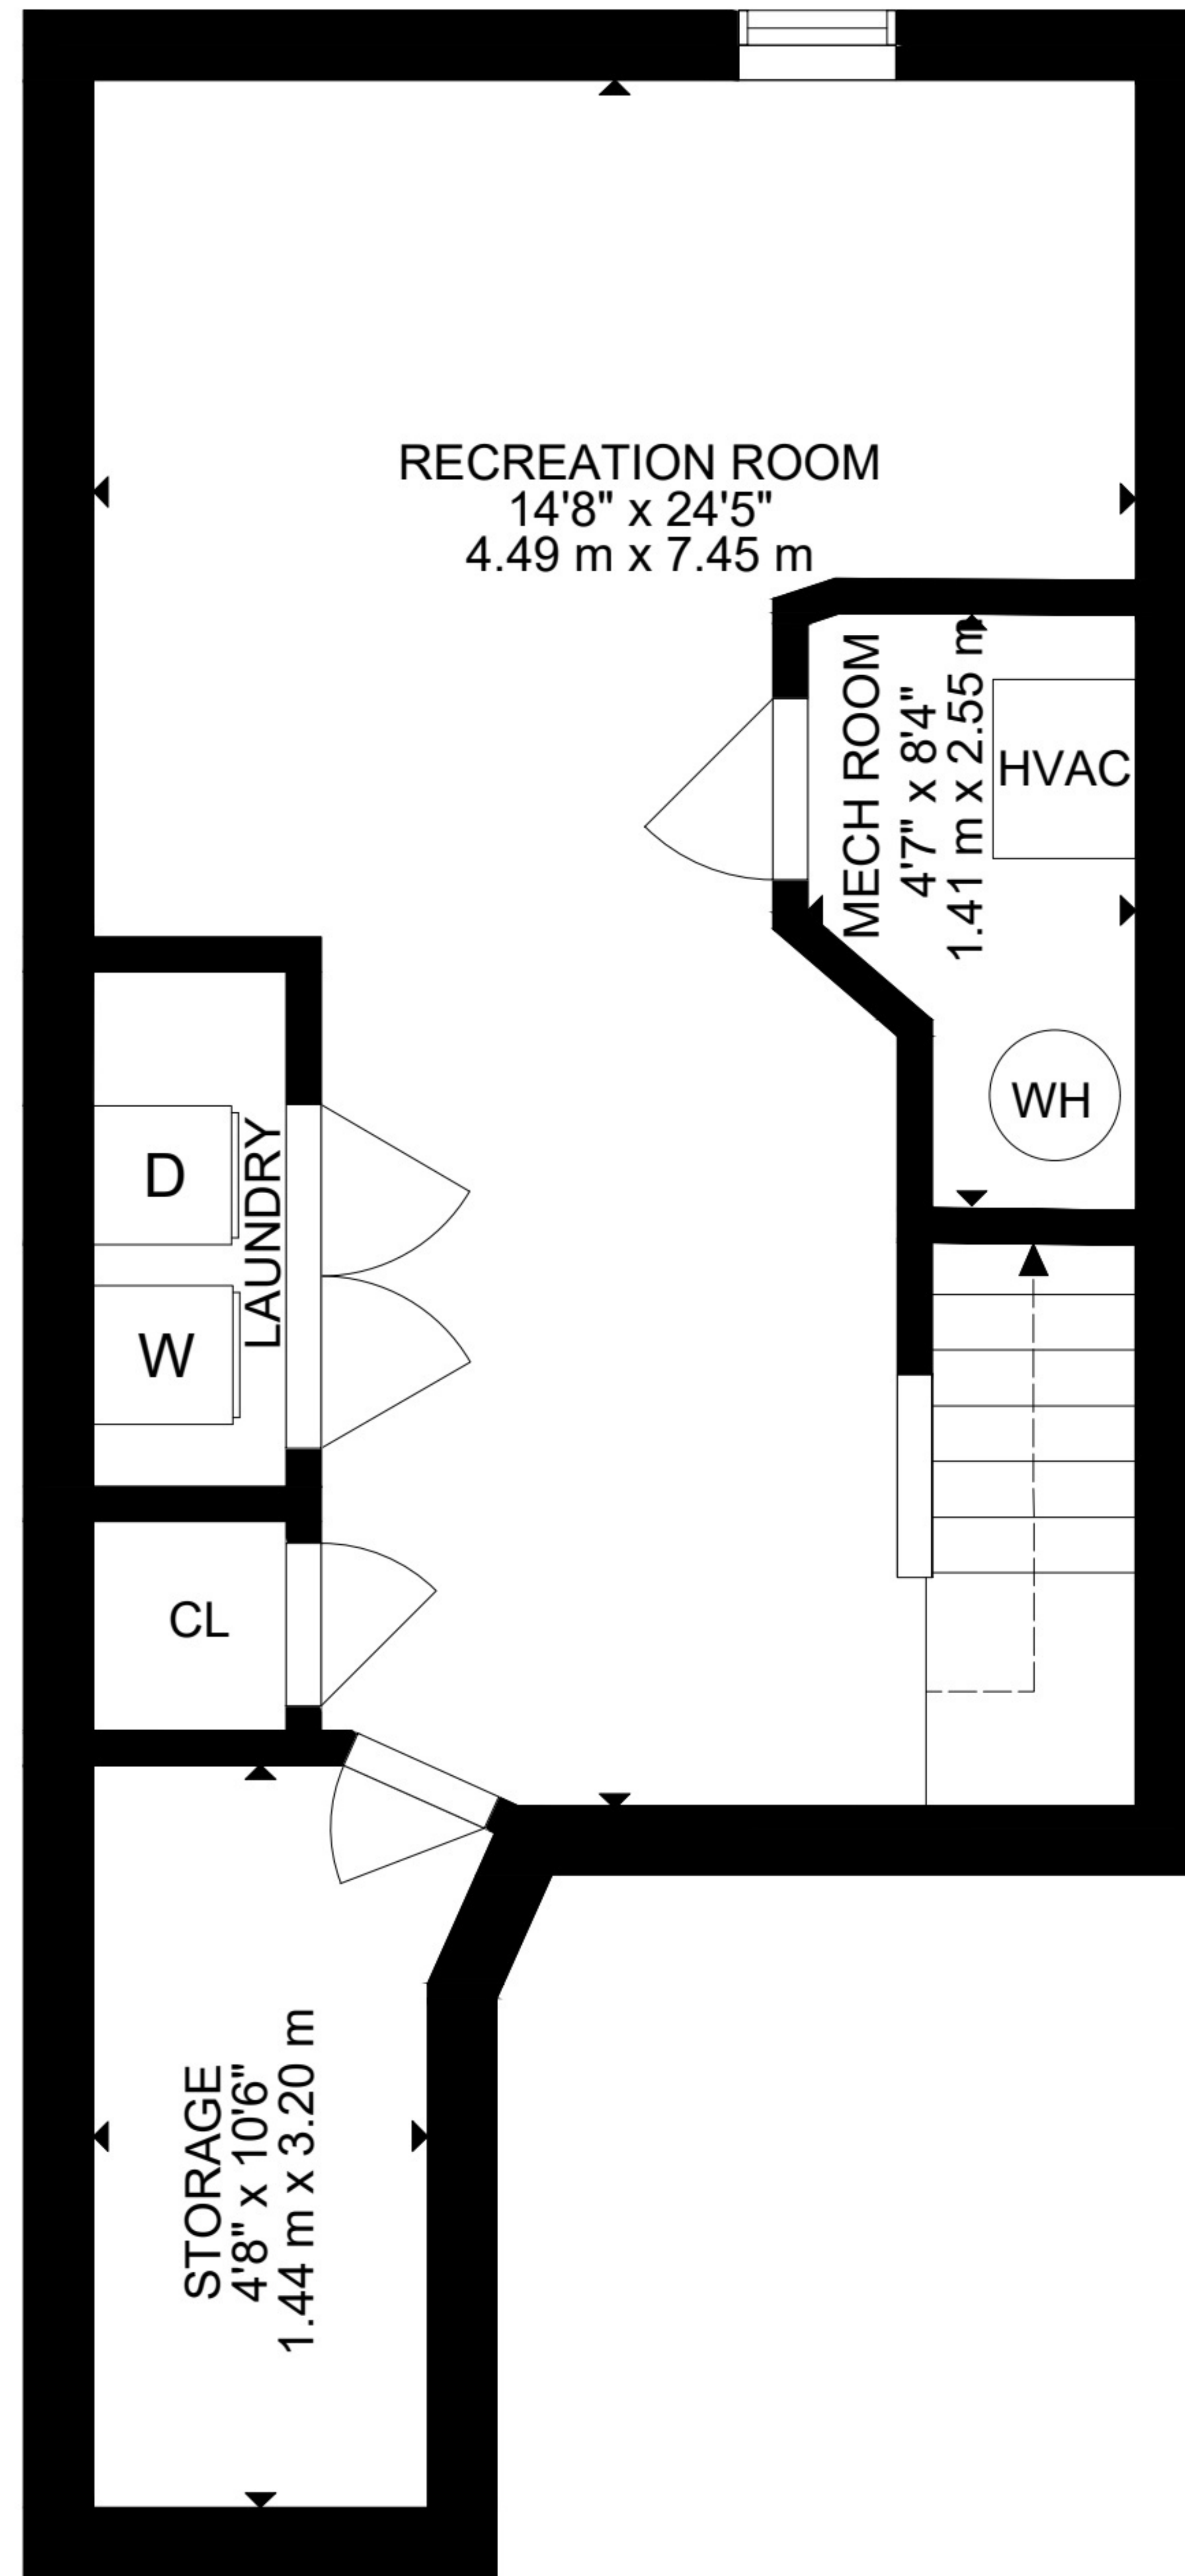 RECREATION ROOM
14'8" x 24'5"
4.49 m x 7.45 m
MECH ROOM
4'7" x 8'4"
1.41 m x 2.55 m
HVAC
WH
D
LAUNDRY
W
CL
STORAGE
4'8" x 10'6"
1.44 m x 3.20 m